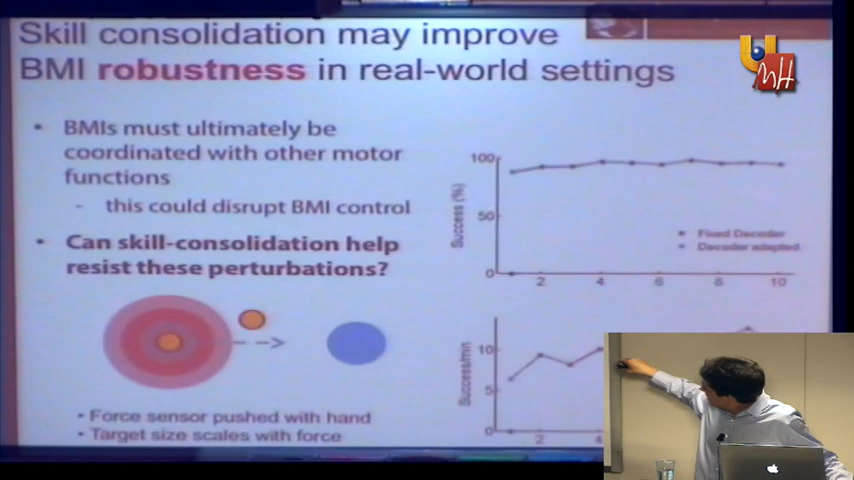 Skill consolidation may improve
BMI robustness in real-world settings
• BMIs must ultimately be
coordinated with other motor
functions
- this could disrupt BMI control
• Can skill-consolidation help
resist these perturbations?
• Force sensor pushed with hand
• Target size scales with force
100
50
0
Success (%)
2 4 6 8 10
Fixed Decoder
Decoder adapted
10
5
0
Success/min
2 4
U
MH